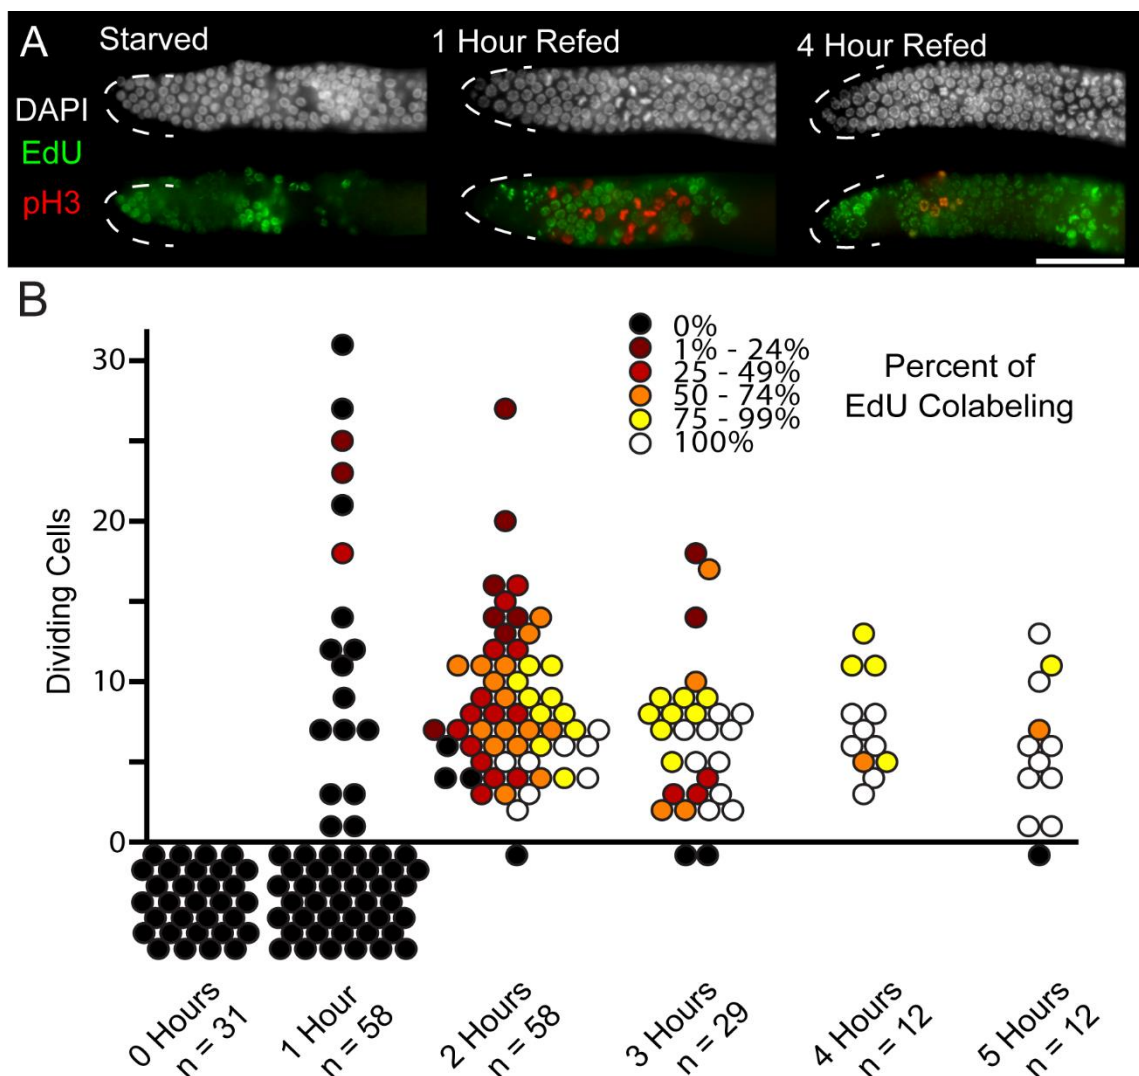 A
Starved
1 Hour Refed
4 Hour Refed
DAPI
EdU
pH3
B
0%
1% - 24%
25 - 49%
50 - 74%
75 - 99%
100%
Percent of
EdU Colabeling
Dividing Cells
30
20
10
0
0 Hours
n = 31
1 Hour
n = 58
2 Hours
n = 58
3 Hours
n = 29
4 Hours
n = 12
5 Hours
n = 12